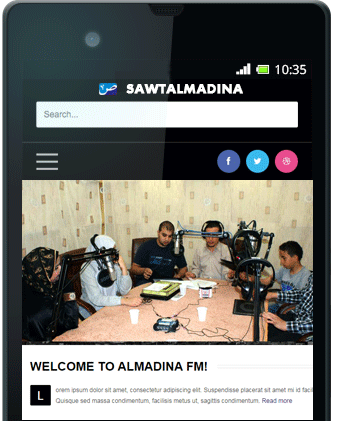 10:35
ص SAWTALMADINA
Search...
f
WELCOME TO ALMADINA FM!
L orem ipsum dolor sit amet, consectetur adipiscing elit. Suspendisse placerat sit amet mi id faci
Quisque sed massa condimentum, facilisis metus ut, sagittis condimentum. Read more